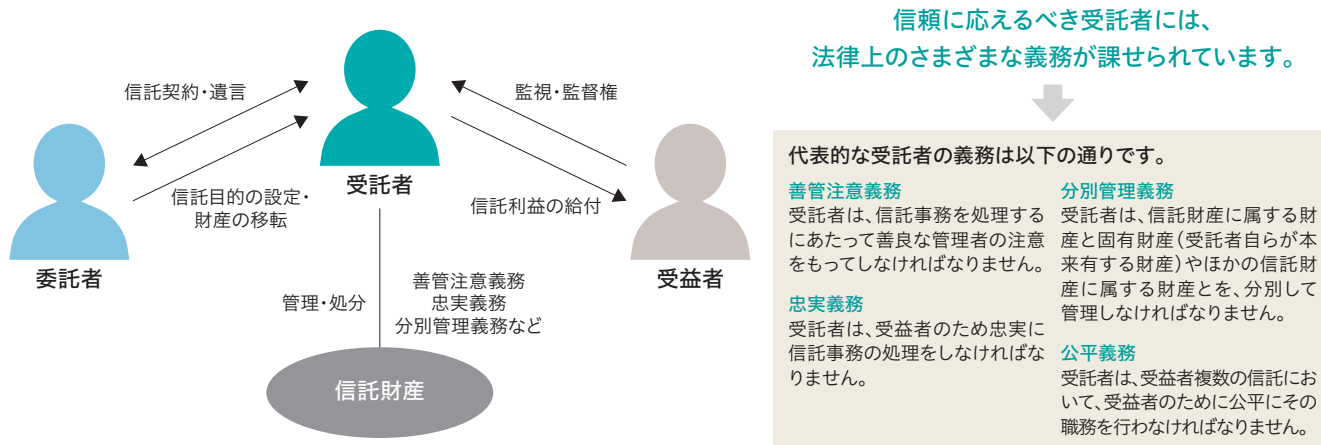 信託契約・遺言
監視・監督権
受託者
信託目的の設定・
財産の移転
信託利益の給付
委託者
受益者
管理・処分
善管注意義務
忠実義務
分別管理義務など
信託財産
信頼に応えるべき受託者には、
法律上のさまざまな義務が課せられています。
代表的な受託者の義務は以下の通りです。
善管注意義務
受託者は、信託事務を処理する
にあたって善良な管理者の注意
をもってしなければなりません。
忠実義務
受託者は、受益者のため忠実に
信託事務の処理をしなければな
りません。
分別管理義務
受託者は、信託財産に属する財
産と固有財産(受託者自らが本
来有する財産)やほかの信託財
産に属する財産とを、分別して
管理しなければなりません。
公平義務
受託者は、受益者複数の信託にお
いて、受益者のために公平にその
職務を行わなければなりません。